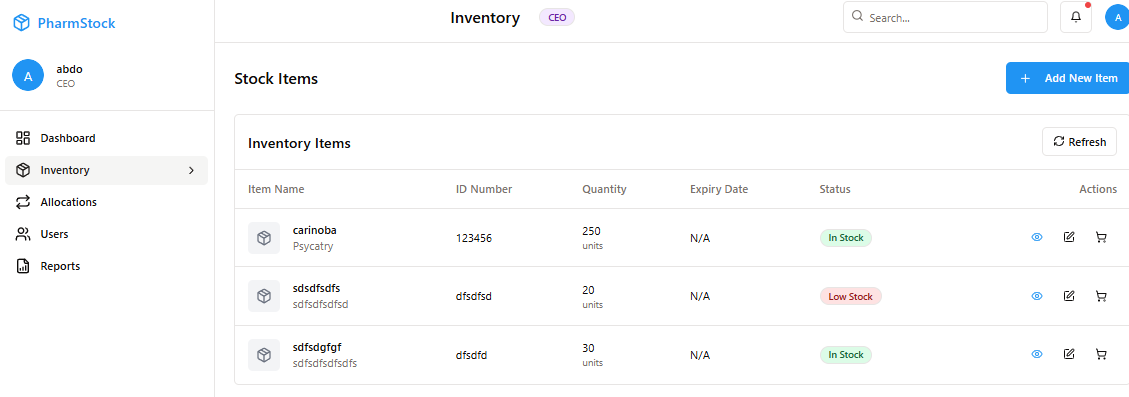 PharmStock
Inventory
CEO
Search...
A
A
abdo
CEO
Stock Items
Add New Item
Dashboard
Inventory
Allocations
Users
Reports
Inventory Items
Refresh
Item Name ID Number Quantity Expiry Date Status Actions
carinoba
Psycatry
123456
250
units
N/A
In Stock
sdsdfsdfs
sdfsdfsdfsd
dfsdfsd
20
units
N/A
Low Stock
sdfsdgfgf
sdfsdfsdfsdfs
dfsdfd
30
units
N/A
In Stock